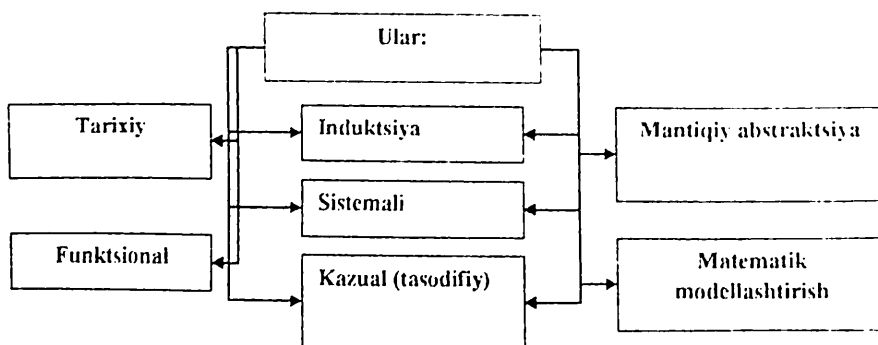 Ular:
Tarixiy
Induktsiya
Mantiqiy abstraktsiya
Sistemali
Funktsional
Kazual (tasodifiy)
Matematik
modellashtirish